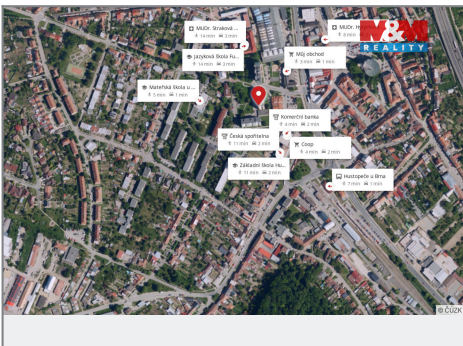 MUDr. Straková ...
14 min 3 min
MUDr. Hy
8 min
M&M
REALITY
Jazyková škola Fu...
14 min 3 min
Můj obchod
3 min 1 min
Mateřská škola u ...
5 min 1 min
Komerční banka
4 min 2 min
Česká spořitelna
11 min 3 min
Coop
4 min 2 min
Základní škola Hu...
11 min 2 min
Hustopeče u Brna
7 min 1 min
© ČÚZK